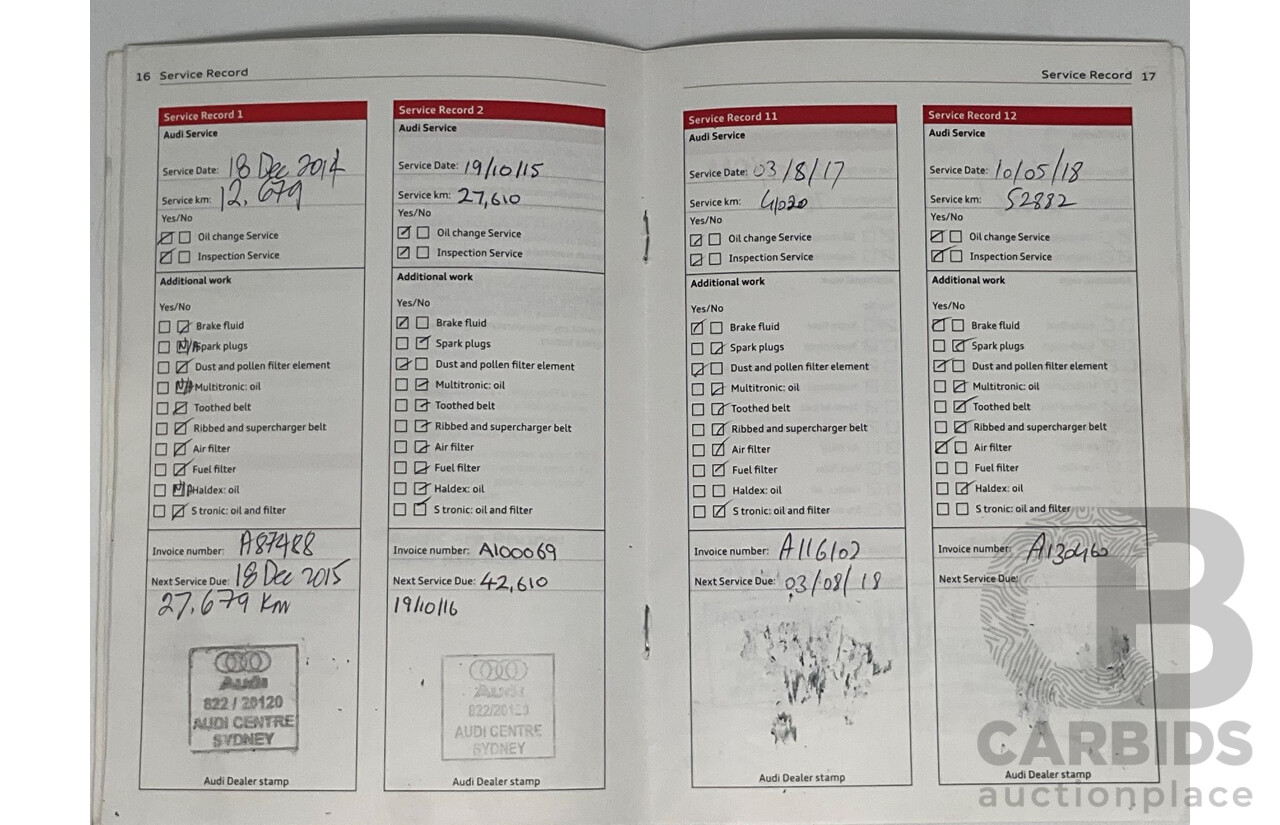 16 Service Record
Service Record 1
Audi Service
Service Date: 18 Dec 2014
Service km: 12,679
Yes/No
Oil change Service
Inspection Service
Additional work
Yes/No
Brake fluid
N/A Spark plugs
Dust and pollen filter element
N/A Multitronic: oil
Toothed belt
Ribbed and supercharger belt
Air filter
Fuel filter
N/A Haldex: oil
S tronic: oil and filter
Invoice number: A87488
Next Service Due: 18 Dec 2015
27,679 Km
Audi
822 / 20120
AUDI CENTRE
SYDNEY
Audi Dealer stamp
Service Record 2
Audi Service
Service Date: 19/10/15
Service km: 27,610
Yes/No
Oil change Service
Inspection Service
Additional work
Yes/No
Brake fluid
Spark plugs
Dust and pollen filter element
Multitronic: oil
Toothed belt
Ribbed and supercharger belt
Air filter
Fuel filter
Haldex: oil
S tronic: oil and filter
Invoice number: A100069
Next Service Due: 42,610
19/10/16
Audi
822/20120
AUDI CENTRE
SYDNEY
Audi Dealer stamp
Service Record 17
Service Record 11
Audi Service
Service Date: 03/8/17
Service km:
Yes/No
Oil change Service
Inspection Service
Additional work
Yes/No
Brake fluid
Spark plugs
Dust and pollen filter element
Multitronic: oil
Toothed belt
Ribbed and supercharger belt
Air filter
Fuel filter
Haldex: oil
S tronic: oil and filter
Invoice number: A116102
Next Service Due: 03/08/18
Audi Dealer stamp
Service Record 12
Audi Service
Service Date: 10/05/18
Service km: 52882
Yes/No
Oil change Service
Inspection Service
Additional work
Yes/No
Brake fluid
Spark plugs
Dust and pollen filter element
Multitronic: oil
Toothed belt
Ribbed and supercharger belt
Air filter
Fuel filter
Haldex: oil
S tronic: oil and filter
Invoice number: A130460
Next Service Due:
Audi Dealer stamp
CB
CARBIDS
auctionplace